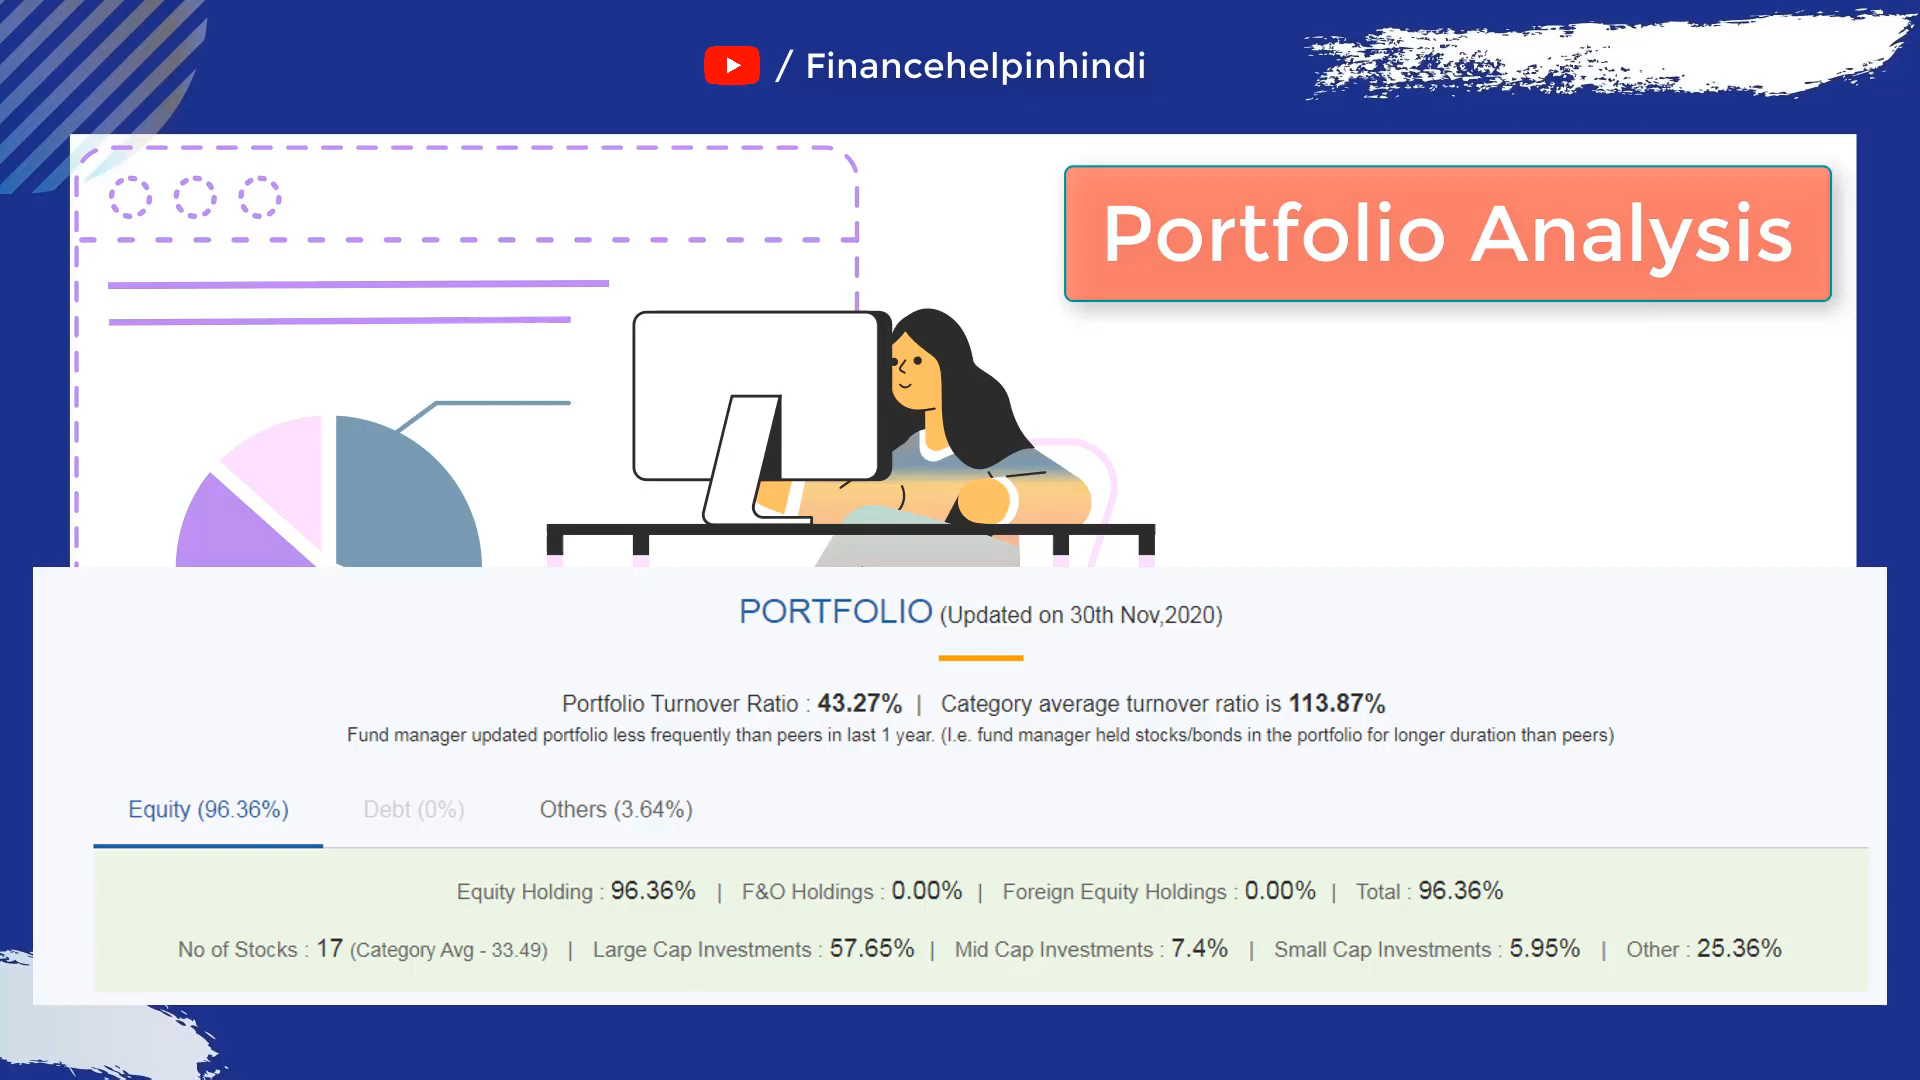 / Financehelpinhindi
Portfolio Analysis
PORTFOLIO (Updated on 30th Nov,2020)
Portfolio Turnover Ratio : 43.27% | Category average turnover ratio is 113.87%
Fund manager updated portfolio less frequently than peers in last 1 year. (I.e. fund manager held stocks/bonds in the portfolio for longer duration than peers)
Equity (96.36%) Debt (0%) Others (3.64%)
Equity Holding : 96.36% | F&O Holdings : 0.00% | Foreign Equity Holdings : 0.00% | Total : 96.36%
No of Stocks : 17 (Category Avg - 33.49) | Large Cap Investments : 57.65% | Mid Cap Investments : 7.4% | Small Cap Investments : 5.95% | Other : 25.36%